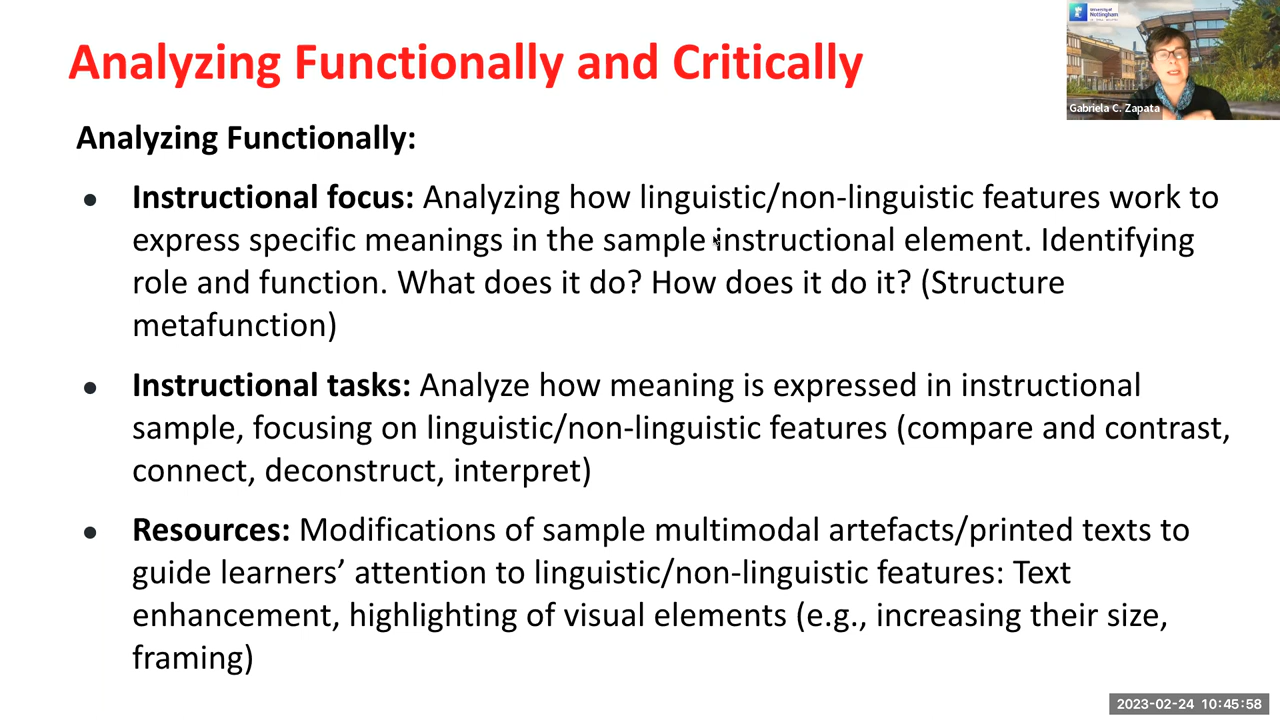 Analyzing Functionally and Critically
University of
Nottingham
Gabriela C. Zapata
Analyzing Functionally:
● Instructional focus: Analyzing how linguistic/non-linguistic features work to
express specific meanings in the sample instructional element. Identifying
role and function. What does it do? How does it do it? (Structure
metafunction)
● Instructional tasks: Analyze how meaning is expressed in instructional
sample, focusing on linguistic/non-linguistic features (compare and contrast,
connect, deconstruct, interpret)
● Resources: Modifications of sample multimodal artefacts/printed texts to
guide learners’ attention to linguistic/non-linguistic features: Text
enhancement, highlighting of visual elements (e.g., increasing their size,
framing)
2023-02-24 10:45:58